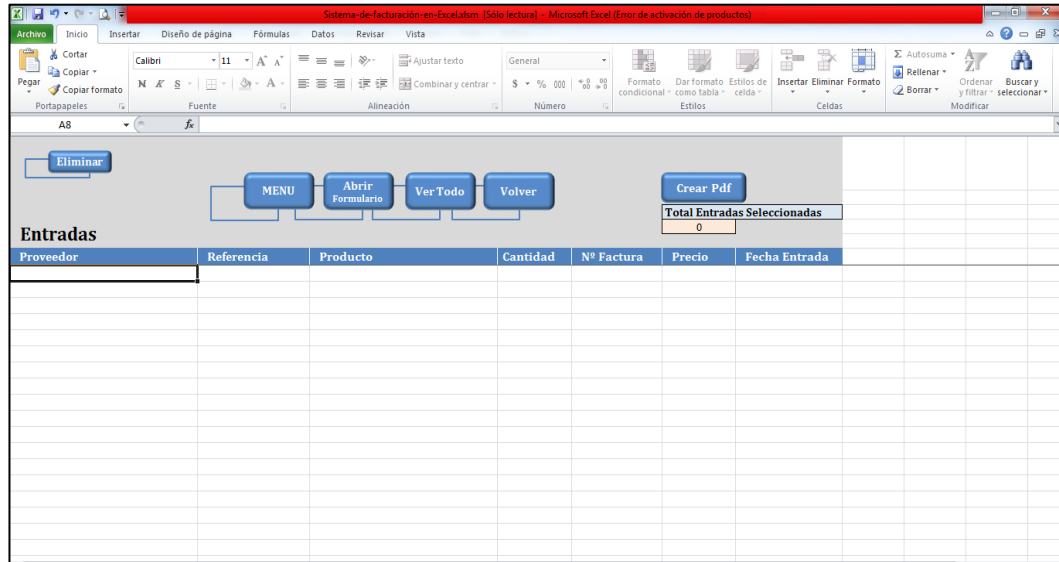 Sistema-de-facturación-en-Excel.xlsm [Sólo lectura] - Microsoft Excel (Error de activación de productos)
Archivo Inicio Insertar Diseño de página Fórmulas Datos Revisar Vista
Pegar
Cortar
Copiar
Copiar formato
Portapapeles
Calibri 11
N K S
Fuente
Ajustar texto
Combinar y centrar
Alineación
General
$ % 000
Número
Formato condicional
Dar formato como tabla
Estilos de celda
Estilos
Insertar Eliminar Formato
Celdas
Σ Autosuma
Rellenar
Borrar
Ordenar y filtrar
Buscar y seleccionar
Modificar
A8 fx
Eliminar
MENU
Abrir
Formulario
Ver Todo
Volver
Crear Pdf
Total Entradas Seleccionadas
0
Entradas
Proveedor Referencia Producto Cantidad Nº Factura Precio Fecha Entrada